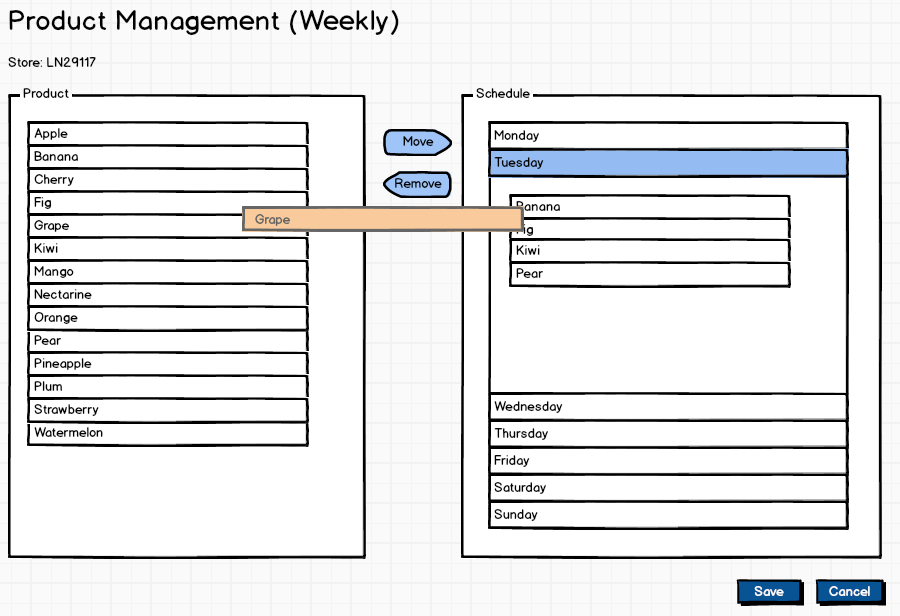 Product Management (Weekly)
Store: LN29117
Product
Apple
Banana
Cherry
Fig
Grape
Kiwi
Mango
Nectarine
Orange
Pear
Pineapple
Plum
Strawberry
Watermelon
Move
Remove
Grape
Schedule
Monday
Tuesday
Banana
Fig
Kiwi
Pear
Wednesday
Thursday
Friday
Saturday
Sunday
Save
Cancel